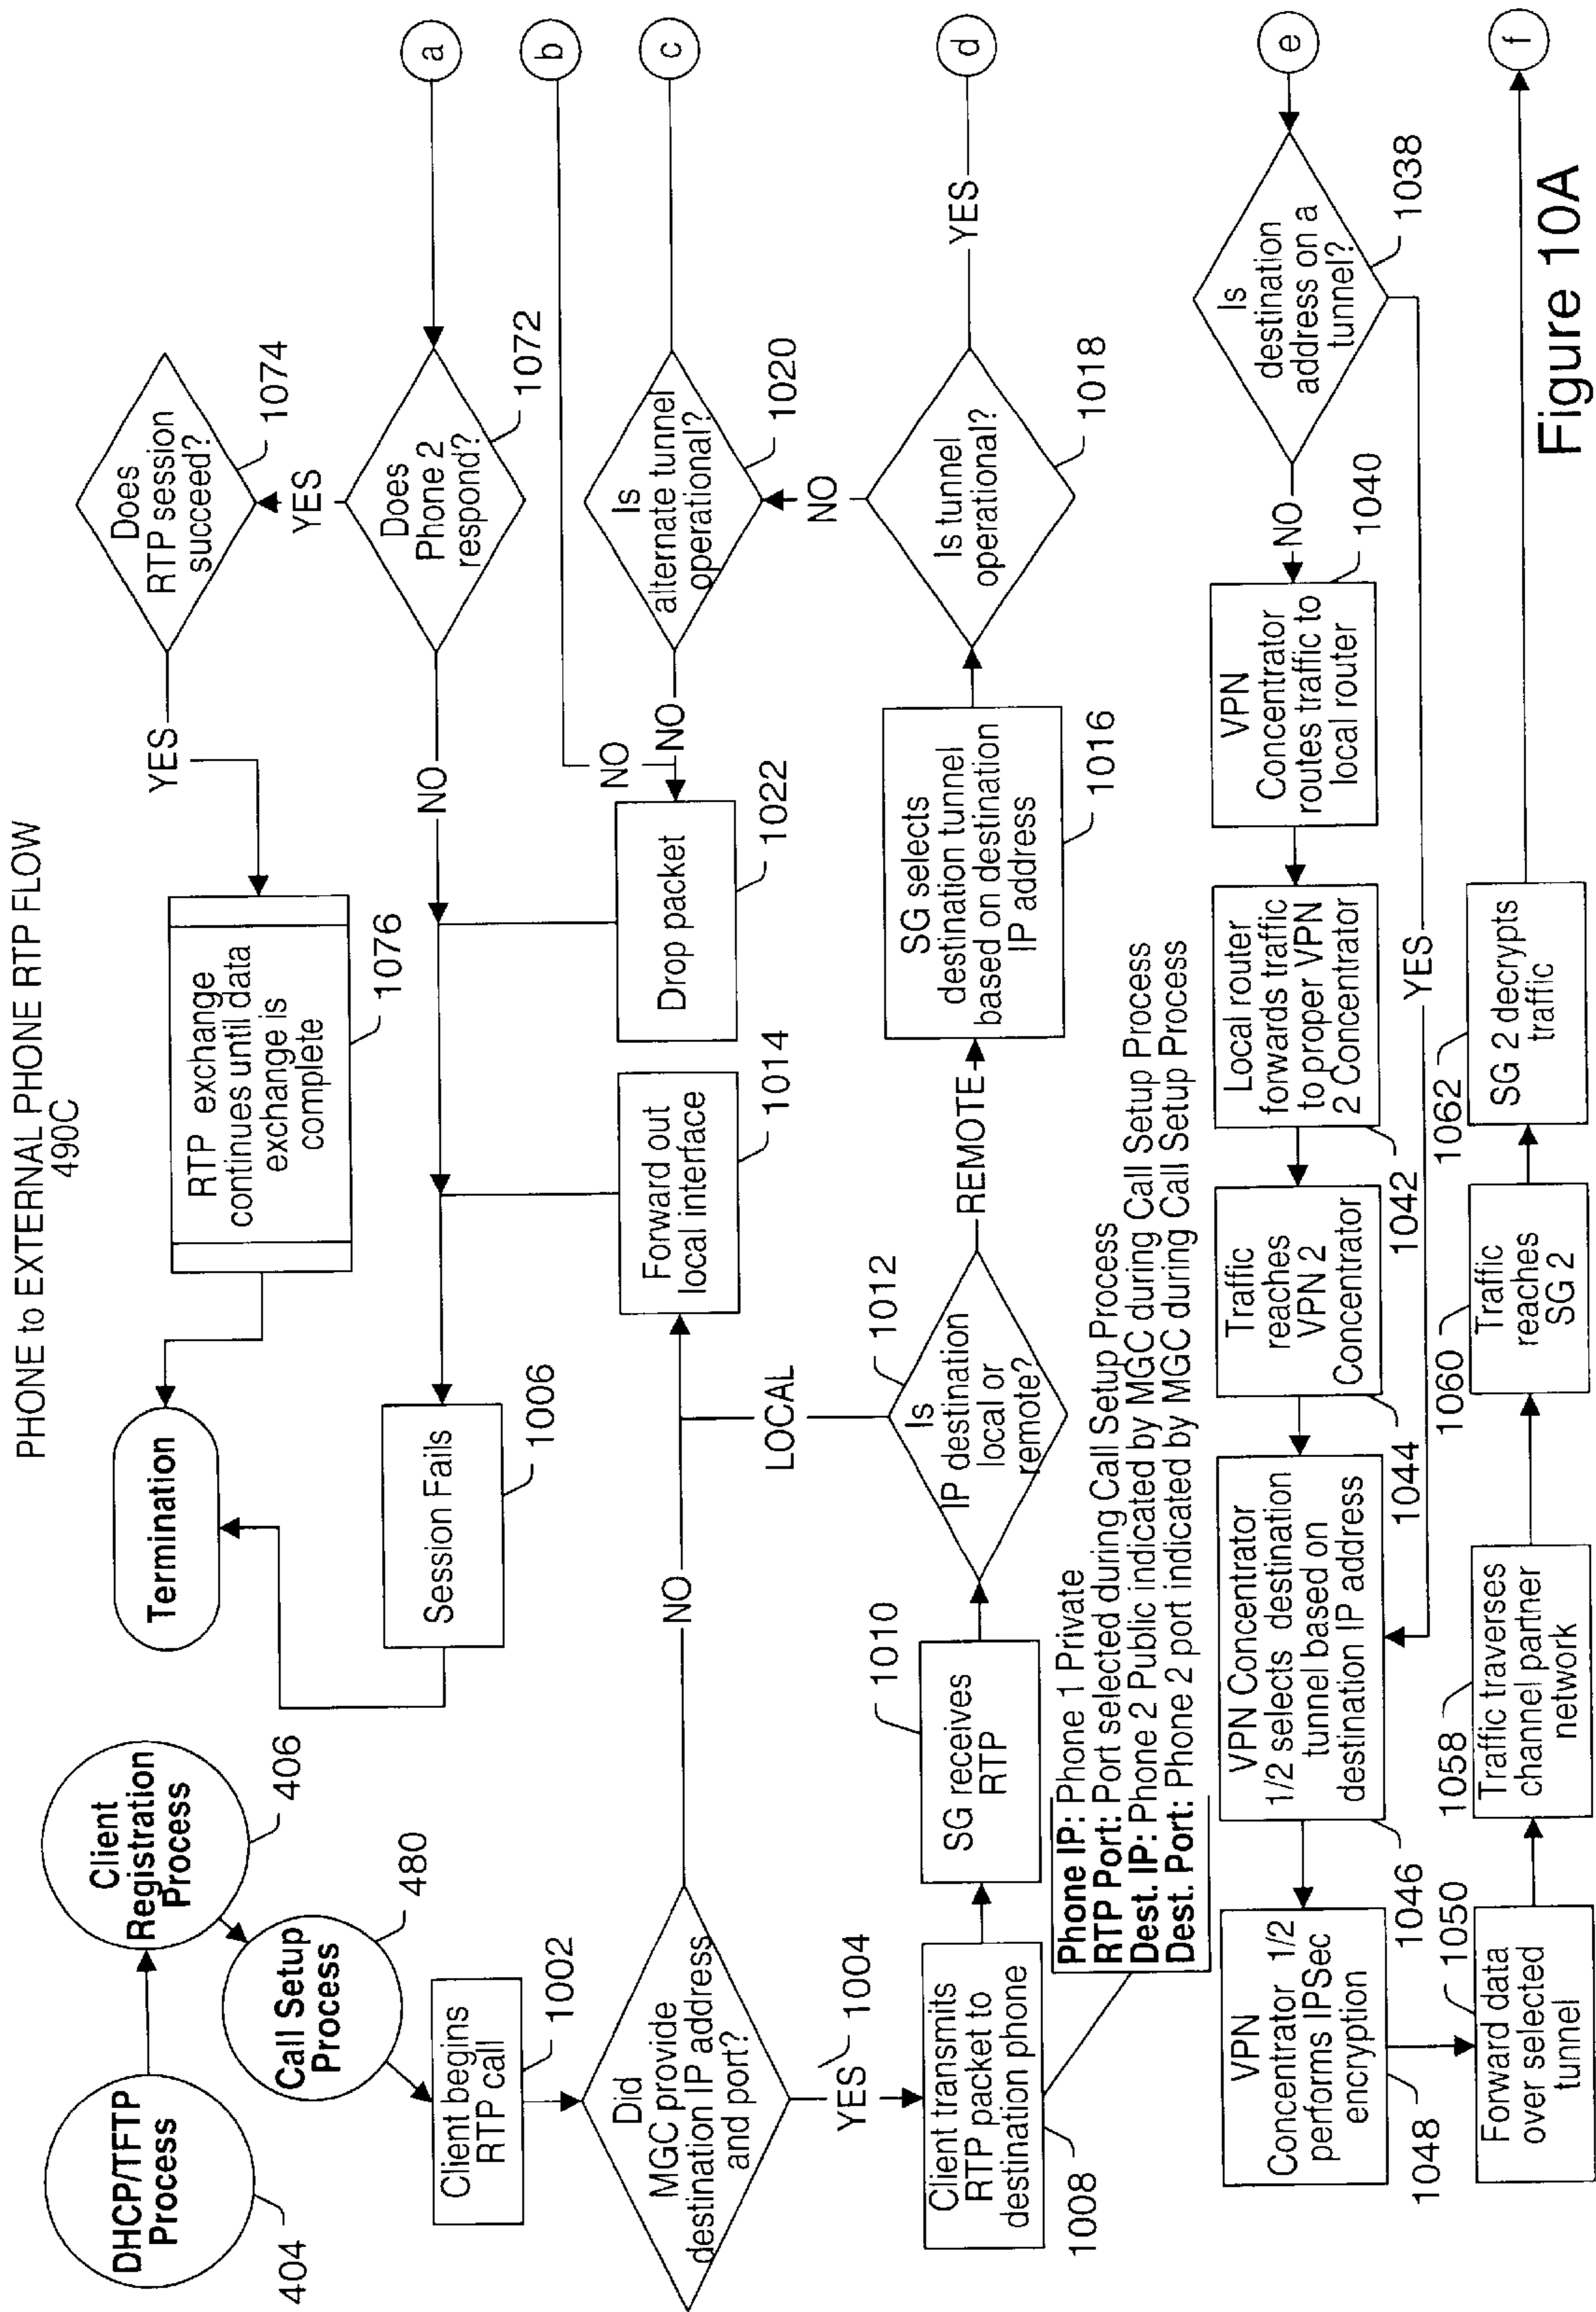 PHONE to EXTERNAL PHONE RTP FLOW
490C
DHCP/TFTP
Process
404
Client
Registration
Process
406
Call Setup
Process
480
Client begins
RTP call
1002
Termination
Session Fails
1006
RTP exchange
continues until data
exchange is
complete
1076
YES
Does
RTP session
succeed?
1074
YES
Does
Phone 2
respond?
1072
NO
a
b
Did
MGC provide
destination IP address
and port?
NO
YES
1004
Forward out
local interface
1014
Drop packet
1022
NO
NO
Is
alternate tunnel
operational?
1020
c
Client transmits
RTP packet to
destination phone
1008
SG receives
RTP
1010
Is
IP destination
local or
remote?
1012
LOCAL
REMOTE
SG selects
destination tunnel
based on destination
IP address
1016
Is tunnel
operational?
1018
NO
YES
d
Phone IP: Phone 1 Private
RTP Port: Port selected during Call Setup Process
Dest. IP: Phone 2 Public indicated by MGC during Call Setup Process
Dest. Port: Phone 2 port indicated by MGC during Call Setup Process
e
Is
destination
address on a
tunnel?
1038
NO
YES
VPN
Concentrator
routes traffic to
local router
1040
Local router
forwards traffic
to proper VPN
2 Concentrator
1042
Traffic
reaches
VPN 2
Concentrator
1044
VPN Concentrator
1/2 selects destination
tunnel based on
destination IP address
1046
VPN
Concentrator 1/2
performs IPSec
encryption
1048
Forward data
over selected
tunnel
1050
Traffic traverses
channel partner
network
1058
Traffic
reaches
SG 2
1060
SG 2 decrypts
traffic
1062
f
Figure 10A